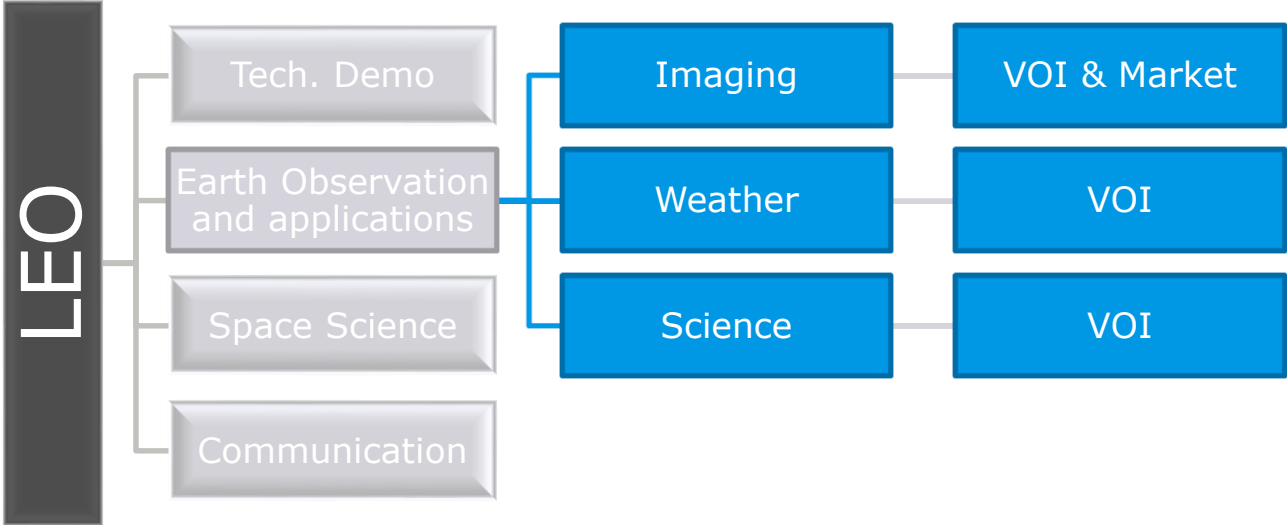 LEO
Tech. Demo
Earth Observation
and applications
Space Science
Communication
Imaging
Weather
Science
VOI & Market
VOI
VOI